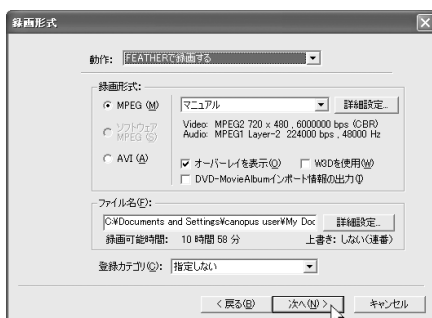 録画形式
動作: FEATHERで録画する
録画形式:
MPEG (M) マニュアル 詳細設定...
ソフトウェア MPEG (S)
Video: MPEG2 720 x 480 , 6000000 bps (CBR)
Audio: MPEG1 Layer-2 224000 bps , 48000 Hz
AVI (A) オーバーレイを表示(O) W3Dを使用(W)
DVD-MovieAlbumインポート情報の出力(I)
ファイル名(F):
C:¥Documents and Settings¥canopus user¥My Doc 詳細設定...
録画可能時間: 10 時間 58 分 上書き: しない(連番)
登録カテゴリ(C): 指定しない
< 戻る(B) 次へ(N) > キャンセル